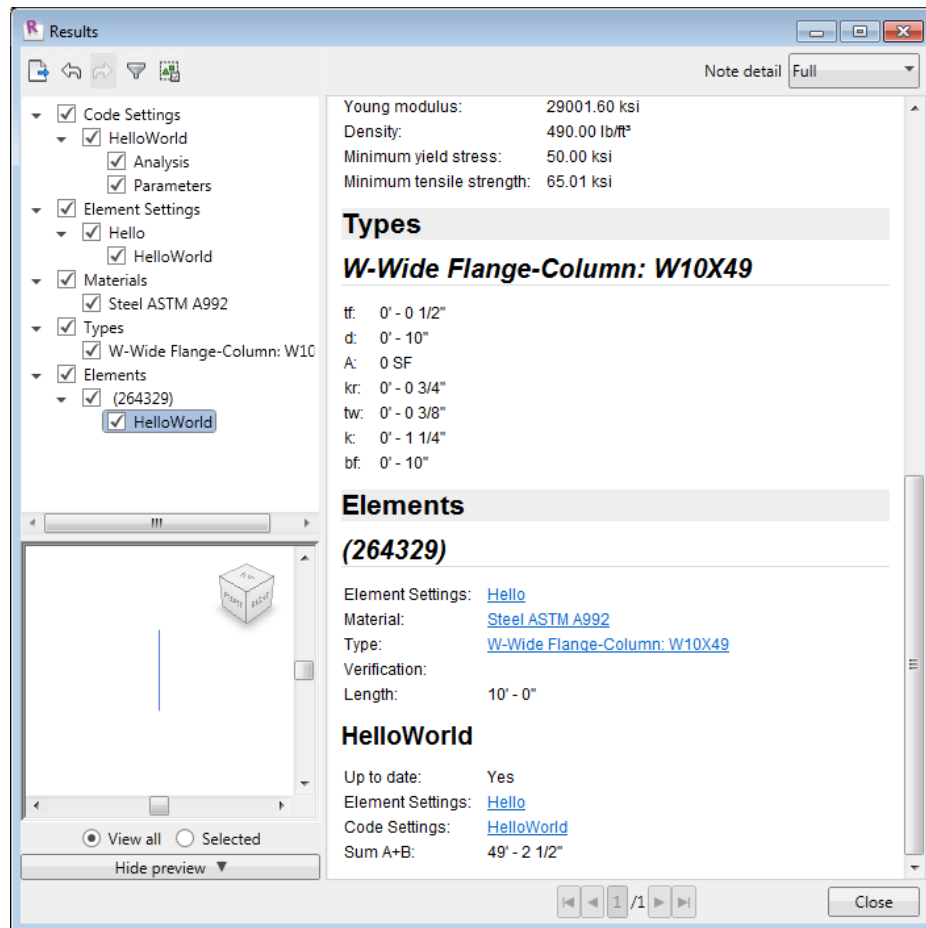 Results
Note detail Full
Code Settings
HelloWorld
Analysis
Parameters
Element Settings
Hello
HelloWorld
Materials
Steel ASTM A992
Types
W-Wide Flange-Column: W10
Elements
(264329)
HelloWorld
View all Selected
Hide preview ▼
Young modulus: 29001.60 ksi
Density: 490.00 lb/ft³
Minimum yield stress: 50.00 ksi
Minimum tensile strength: 65.01 ksi
Types
W-Wide Flange-Column: W10X49
tf: 0' - 0 1/2"
d: 0' - 10"
A: 0 SF
kr: 0' - 0 3/4"
tw: 0' - 0 3/8"
k: 0' - 1 1/4"
bf: 0' - 10"
Elements
(264329)
Element Settings: Hello
Material: Steel ASTM A992
Type: W-Wide Flange-Column: W10X49
Verification:
Length: 10' - 0"
HelloWorld
Up to date: Yes
Element Settings: Hello
Code Settings: HelloWorld
Sum A+B: 49' - 2 1/2"
1 /1
Close